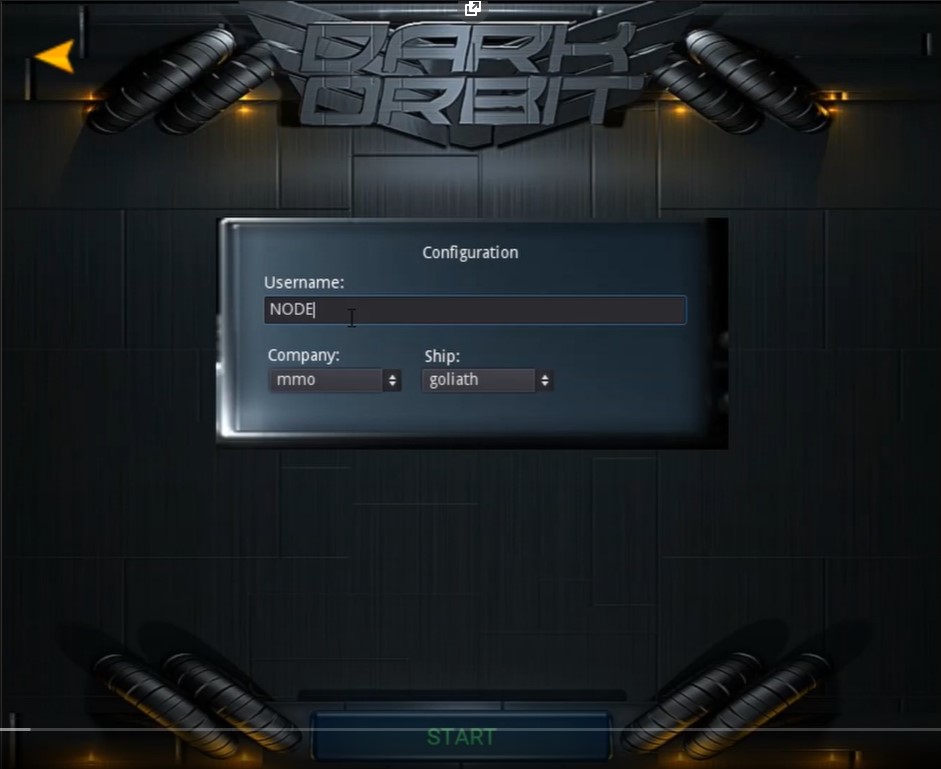 DARK
ORBIT
Configuration
Username:
NODE
Company: Ship:
mmo goliath
START